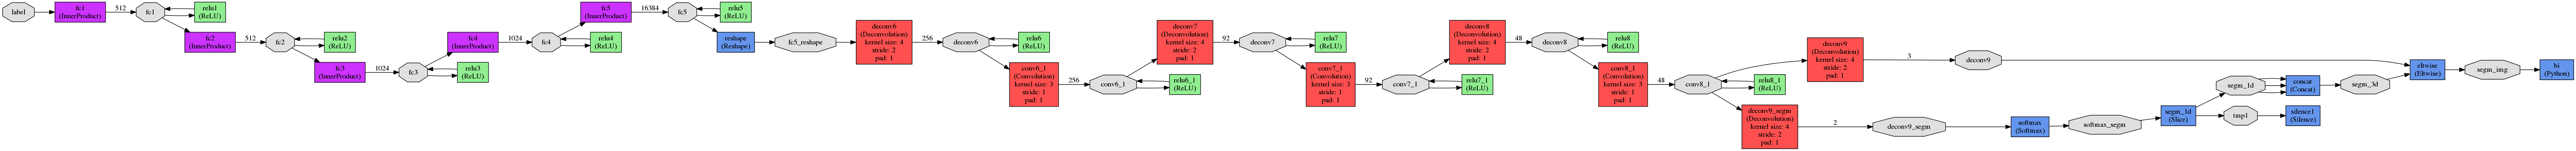 label
fc1
(InnerProduct)
512
fc1
relu1
(ReLU)
fc2
(InnerProduct)
512
fc2
relu2
(ReLU)
fc3
(InnerProduct)
1024
fc3
relu3
(ReLU)
fc4
(InnerProduct)
1024
fc4
relu4
(ReLU)
fc5
(InnerProduct)
16384
fc5
relu5
(ReLU)
reshape
(Reshape)
fc5_reshape
deconv6
(Deconvolution)
kernel size: 4
stride: 2
pad: 1
256
deconv6
relu6
(ReLU)
conv6_1
(Convolution)
kernel size: 3
stride: 1
pad: 1
256
conv6_1
relu6_1
(ReLU)
deconv7
(Deconvolution)
kernel size: 4
stride: 2
pad: 1
92
deconv7
relu7
(ReLU)
conv7_1
(Convolution)
kernel size: 3
stride: 1
pad: 1
92
conv7_1
relu7_1
(ReLU)
deconv8
(Deconvolution)
kernel size: 4
stride: 2
pad: 1
48
deconv8
relu8
(ReLU)
conv8_1
(Convolution)
kernel size: 3
stride: 1
pad: 1
48
conv8_1
relu8_1
(ReLU)
deconv9
(Deconvolution)
kernel size: 4
stride: 2
pad: 1
3
deconv9
deconv9_segm
(Deconvolution)
kernel size: 4
stride: 2
pad: 1
2
deconv9_segm
softmax
(Softmax)
softmax_segm
segm_1d
(Slice)
segm_1d
tmp1
concat
(Concat)
silence1
(Silence)
segm_3d
eltwise
(Eltwise)
segm_img
bi
(Python)